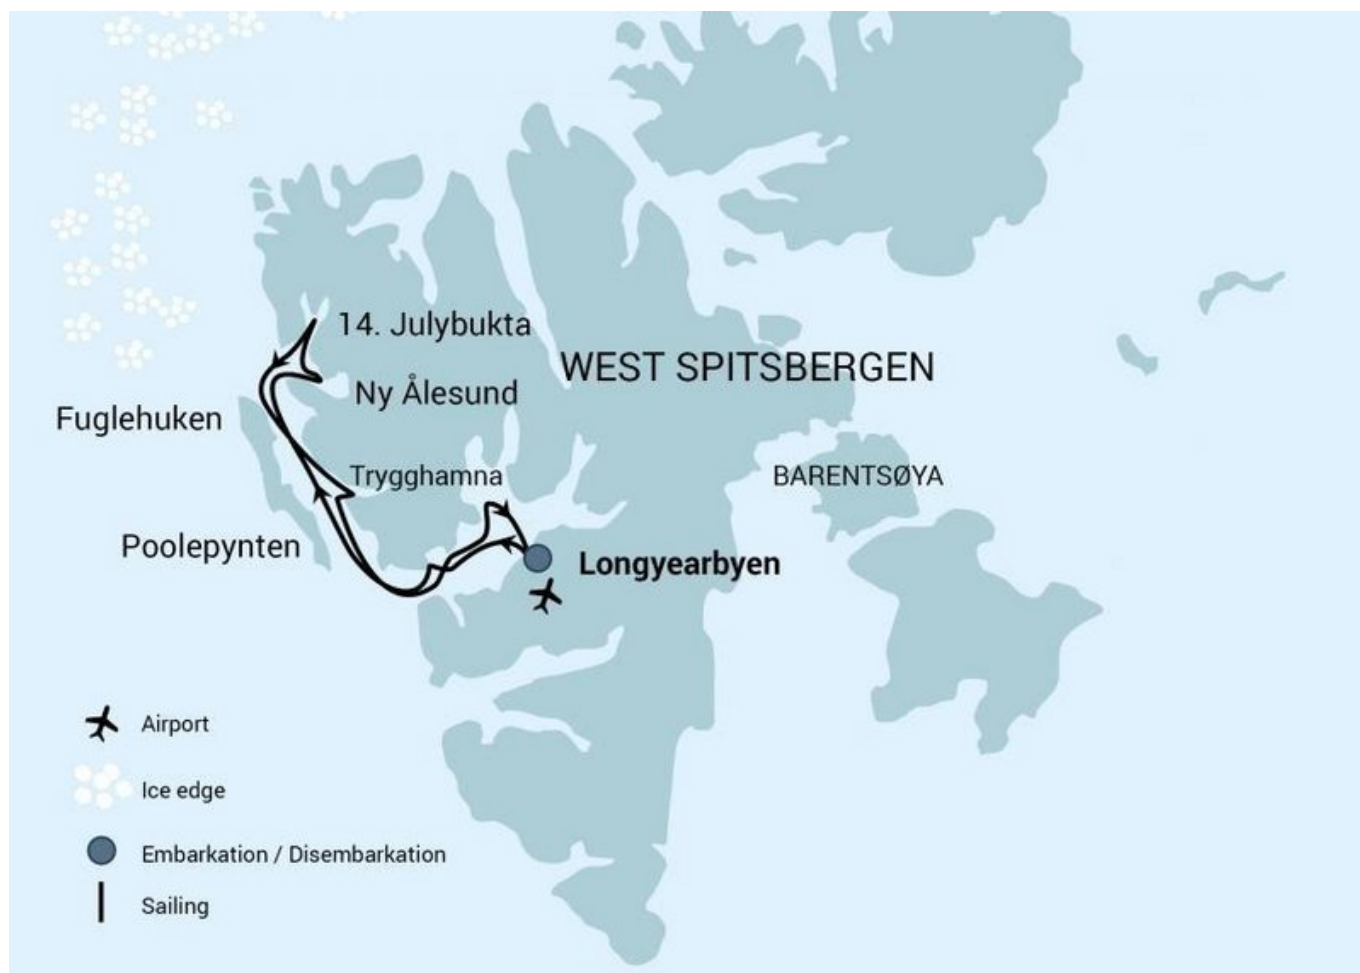 14. Julybukta
WEST SPITSBERGEN
Ny Ålesund
Fuglehuken
Trygghamna
BARENTSØYA
Poolepynten
Longyearbyen
Airport
Ice edge
Embarkation / Disembarkation
Sailing